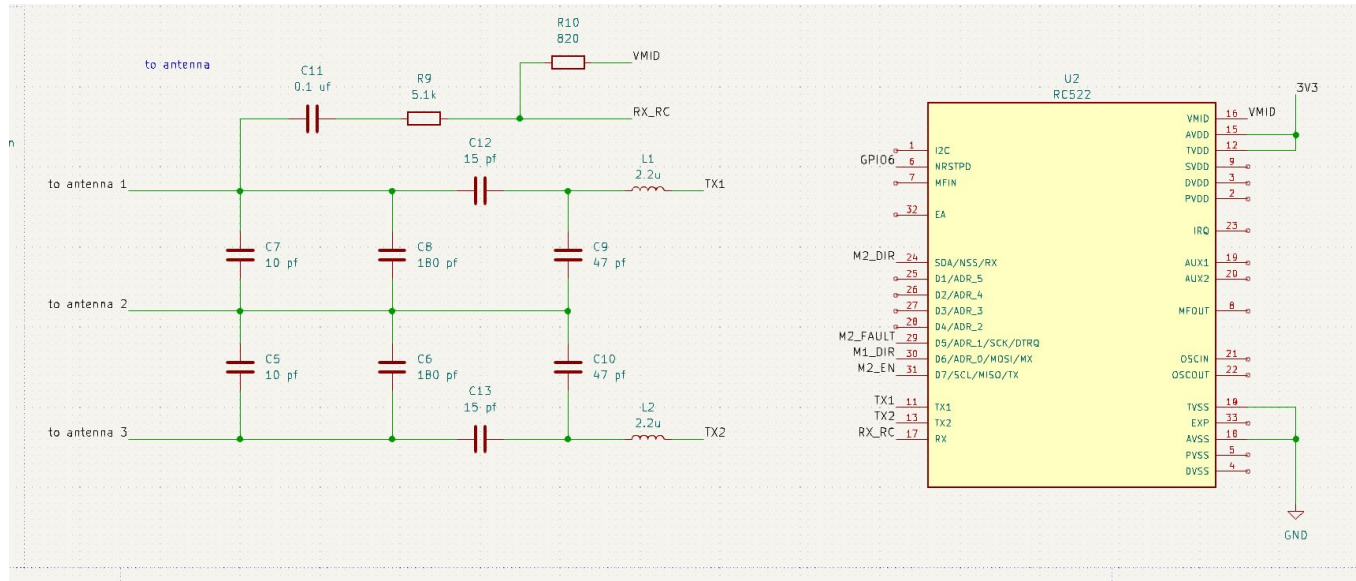 R10
820
VMID
to antenna
C11
0.1 uf
R9
5.1k
RX_RC
n
C12
15 pf
L1
2.2u
to antenna 1
TX1
C7
10 pf
C8
180 pf
C9
47 pf
to antenna 2
C5
10 pf
C6
180 pf
C10
47 pf
C13
15 pf
L2
2.2u
to antenna 3
TX2
U2
RC522
3V3
VMID 16 VMID
AVDD 15
1 I2C TVDD 12
GPIO6 6 NRSTPD SVDD 9
7 MFIN DVDD 3
PVDD 2
32 EA
IRQ 23
M2_DIR 24 SDA/NSS/RX AUX1 19
25 D1/ADR_5 AUX2 20
26 D2/ADR_4
27 D3/ADR_3 MFOUT 8
28 D4/ADR_2
M2_FAULT 29 D5/ADR_1/SCK/DTRQ
M1_DIR 30 D6/ADR_0/MOSI/MX OSCIN 21
M2_EN 31 D7/SCL/MISO/TX OSCOUT 22
TX1 11 TX1 TVSS
TX2 13 TX2 EXP 33
RX_RC 17 RX AVSS 18
PVSS 5
DVSS 4
GND